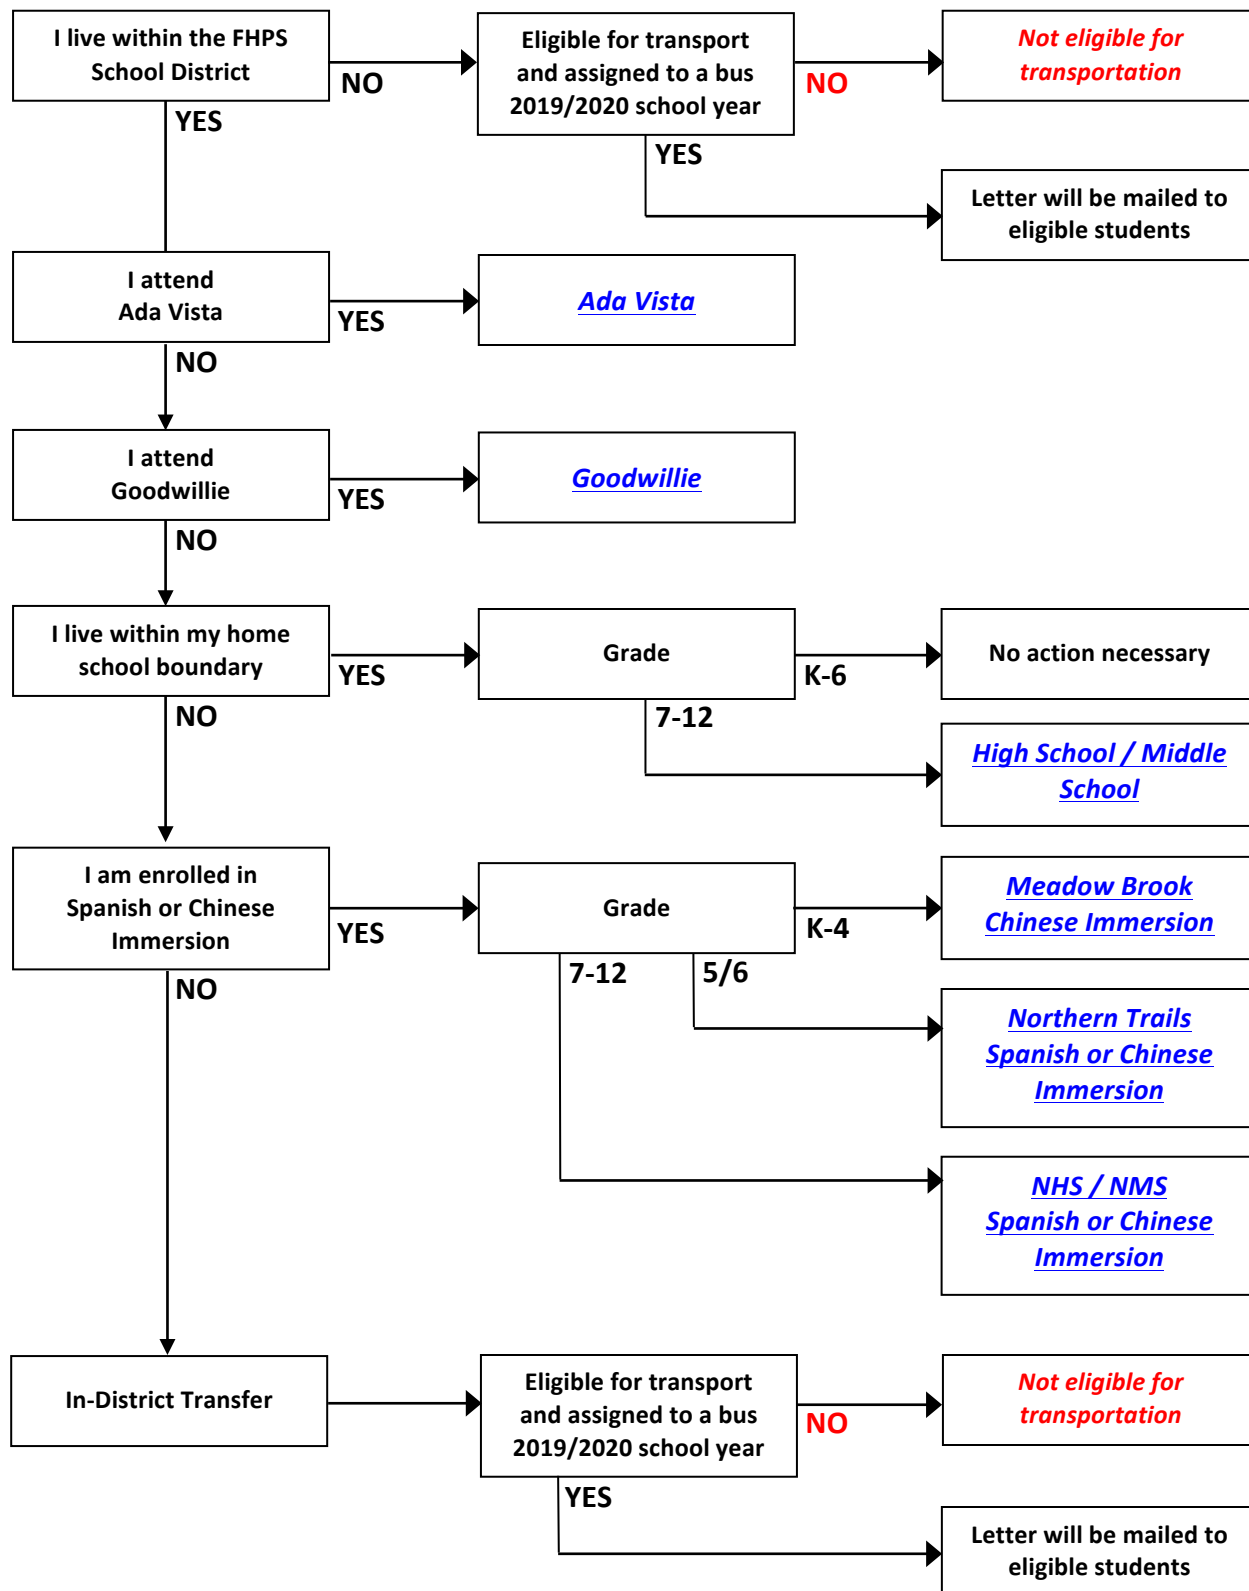 I live within the FHPS
School District
NO
Eligible for transport
and assigned to a bus
2019/2020 school year
NO
Not eligible for
transportation
YES
YES
Letter will be mailed to
eligible students
I attend
Ada Vista
YES
Ada Vista
NO
I attend
Goodwillie
YES
Goodwillie
NO
I live within my home
school boundary
YES
Grade
K-6
No action necessary
NO
7-12
High School / Middle
School
I am enrolled in
Spanish or Chinese
Immersion
YES
Grade
K-4
Meadow Brook
Chinese Immersion
NO
7-12
5/6
Northern Trails
Spanish or Chinese
Immersion
NHS / NMS
Spanish or Chinese
Immersion
In-District Transfer
Eligible for transport
and assigned to a bus
2019/2020 school year
NO
Not eligible for
transportation
YES
Letter will be mailed to
eligible students